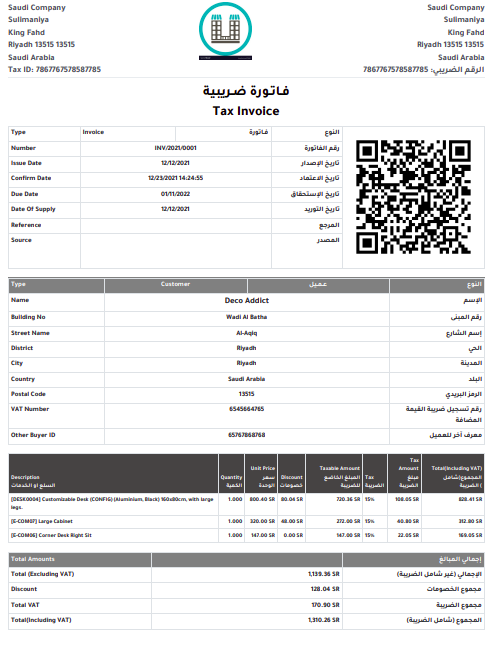 Saudi Company
Sulimaniya
King Fahd
Riyadh 13515 13515
Saudi Arabia
Tax ID: 7867767578587785
Saudi Company
Sulimaniya
King Fahd
Riyadh 13515 13515
Saudi Arabia
الرقم الضريبي: 7867767578587785
فاتورة ضريبية
Tax Invoice
Type Invoice فاتورة النوع
Number INV/2021/0001 رقم الفاتورة
Issue Date 12/12/2021 تاريخ الإصدار
Confirm Date 12/23/2021 14:24:55 تاريخ الاعتماد
Due Date 01/11/2022 تاريخ الإستحقاق
Date Of Supply 12/12/2021 تاريخ التوريد
Reference المرجع
Source المصدر
Type Customer عميل النوع
Name Deco Addict الإسم
Building No Wadi Al Batha رقم المبنى
Street Name Al-Aqiq إسم الشارع
District Riyadh الحي
City Riyadh المدينة
Country Saudi Arabia البلد
Postal Code 13515 الرمز البريدي
VAT Number 6545664765 رقم تسجيل ضريبة القيمة المضافة
Other Buyer ID 65767868768 معرف آخر للعميل
Description السلع او الخدمات Quantity الكمية Unit Price سعر الوحدة Discount خصومات Taxable Amount المبلغ الخاضع للضريبة Tax الضريبة Tax Amount مبلغ الضريبة Total(Including VAT) المجموع(شامل الضريبة )
[DESK0004] Customizable Desk (CONFIG) (Aluminium, Black) 160x80cm, with large legs. 1.000 800.40 SR 80.04 SR 720.36 SR 15% 108.05 SR 828.41 SR
[E-COM07] Large Cabinet 1.000 320.00 SR 48.00 SR 272.00 SR 15% 40.80 SR 312.80 SR
[E-COM06] Corner Desk Right Sit 1.000 147.00 SR 0.00 SR 147.00 SR 15% 22.05 SR 169.05 SR
Total Amounts إجمالي المبالغ
Total (Excluding VAT) 1,139.36 SR الإجمالي (غير شامل الضريبة)
Discount 128.04 SR مجموع الخصومات
Total VAT 170.90 SR مجموع الضريبة
Total(Including VAT) 1,310.26 SR المجموع (شامل الضريبة)